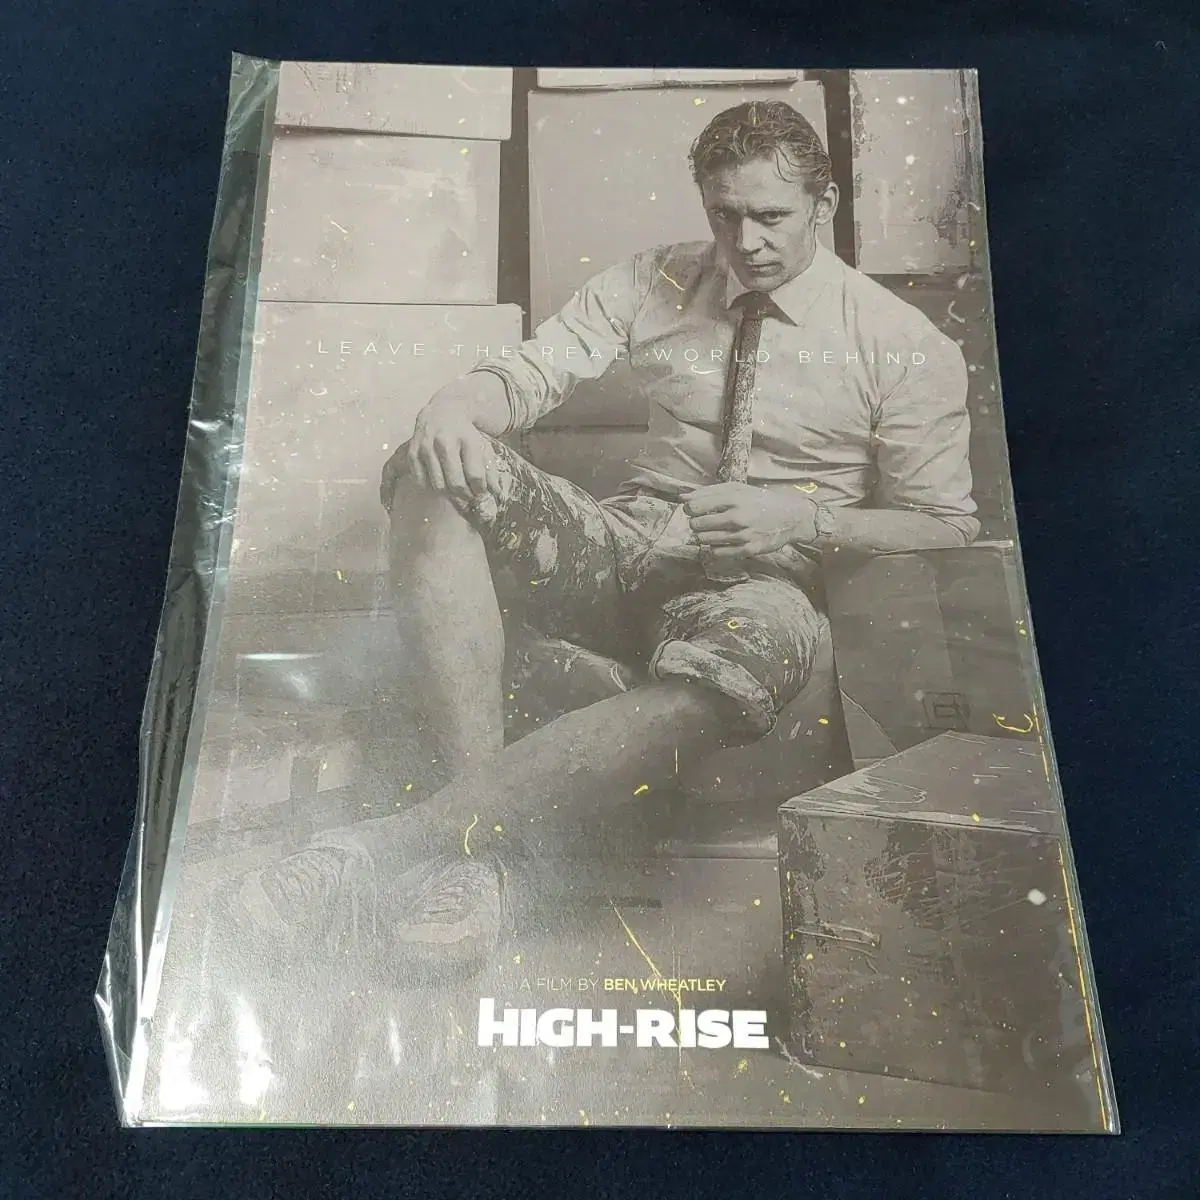 LEAVE THE REAL WORLD BEHIND
A FILM BY BEN WHEATLEY
HIGH-RISE